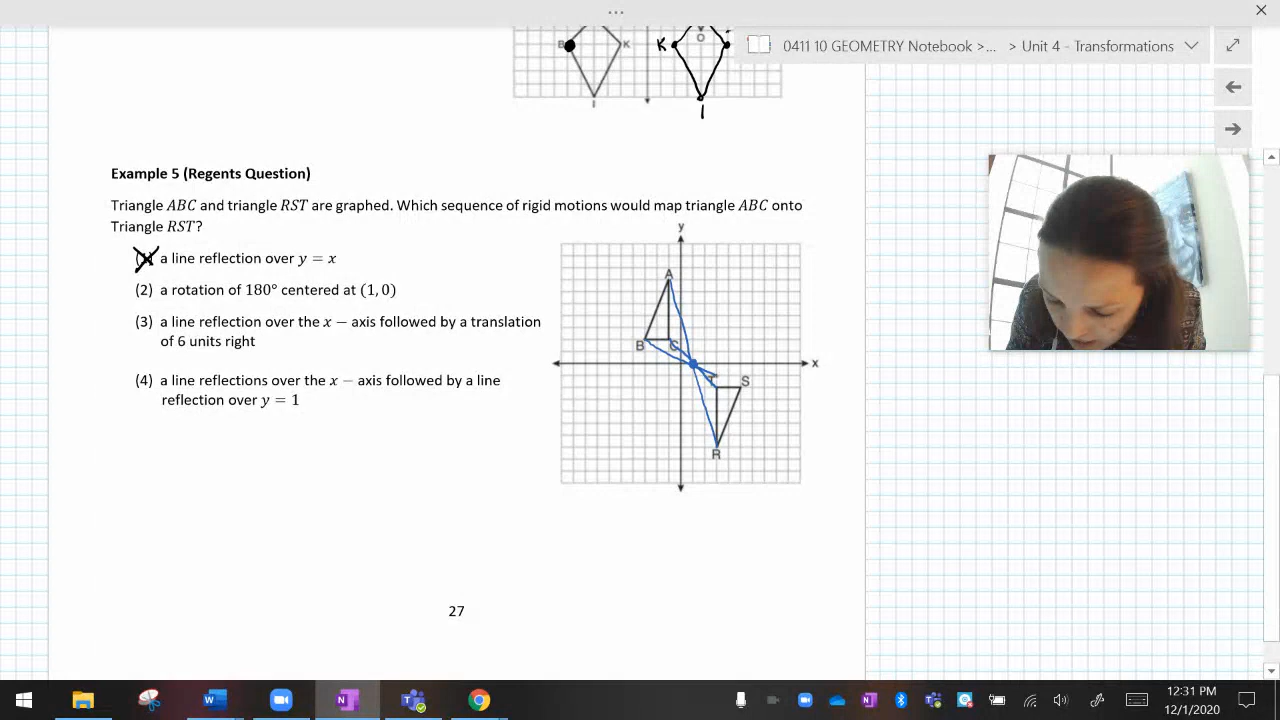 ...
B
K
I
K
O
I
0411 10 GEOMETRY Notebook >... > Unit 4 - Transformations
Example 5 (Regents Question)
Triangle ABC and triangle RST are graphed. Which sequence of rigid motions would map triangle ABC onto
Triangle RST?
a line reflection over y = x
(2) a rotation of 180° centered at (1, 0)
(3) a line reflection over the x − axis followed by a translation
of 6 units right
(4) a line reflections over the x − axis followed by a line
reflection over y = 1
y
A
B
C
x
T
S
R
27
12:31 PM
12/1/2020